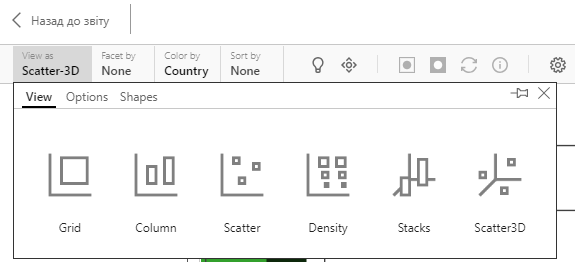 Назад до звіту
View as Facet by Color by Sort by
Scatter-3D None Country None
View Options Shapes
Grid Column Scatter Density Stacks Scatter3D